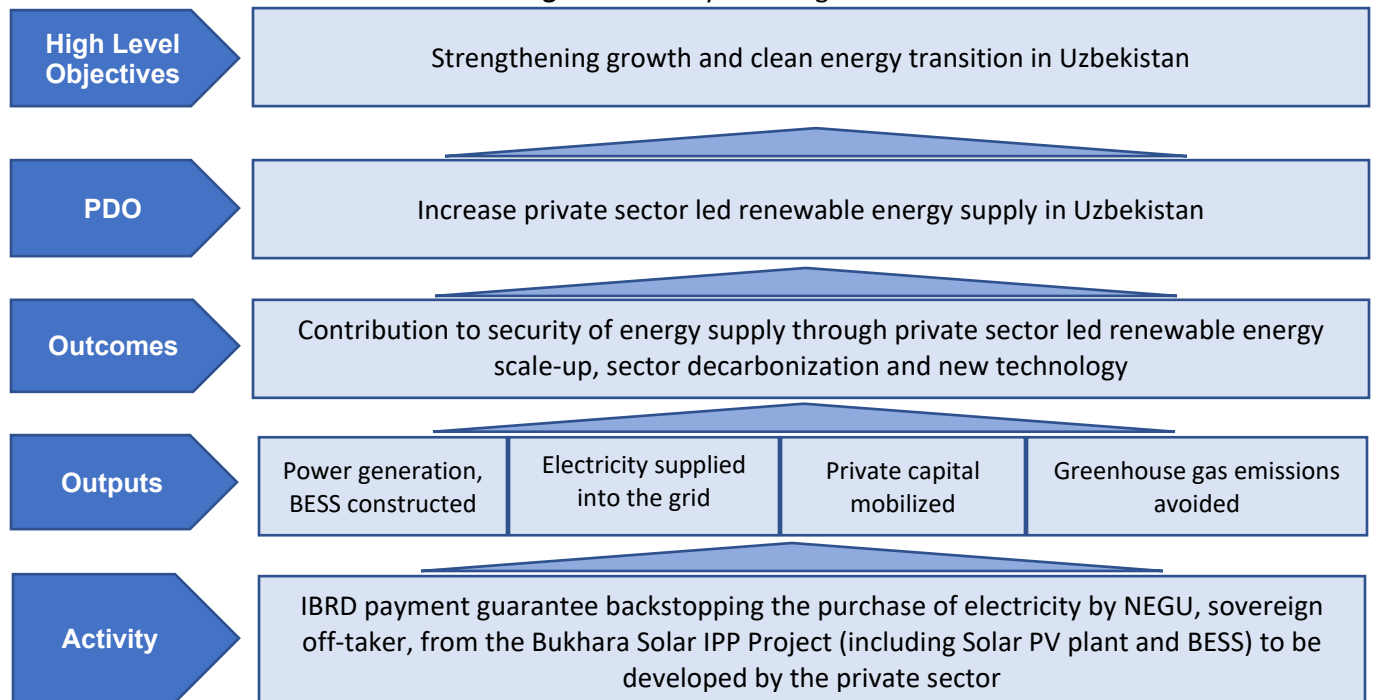 High Level
Objectives
Strengthening growth and clean energy transition in Uzbekistan
PDO
Increase private sector led renewable energy supply in Uzbekistan
Outcomes
Contribution to security of energy supply through private sector led renewable energy
scale-up, sector decarbonization and new technology
Outputs
Power generation,
BESS constructed
Electricity supplied
into the grid
Private capital
mobilized
Greenhouse gas emissions
avoided
Activity
IBRD payment guarantee backstopping the purchase of electricity by NEGU, sovereign
off-taker, from the Bukhara Solar IPP Project (including Solar PV plant and BESS) to be
developed by the private sector